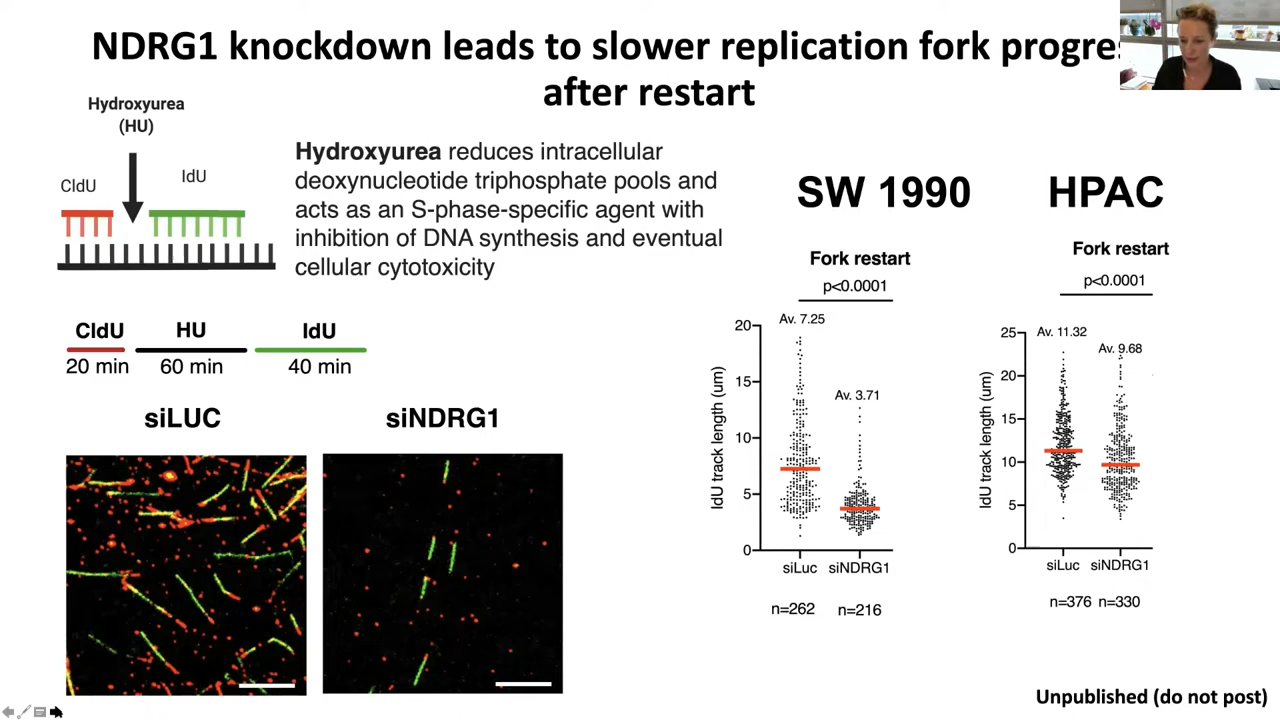 NDRG1 knockdown leads to slower replication fork progre
after restart
Hydroxyurea
(HU)
CldU
IdU
Hydroxyurea reduces intracellular
deoxynucleotide triphosphate pools and
acts as an S-phase-specific agent with
inhibition of DNA synthesis and eventual
cellular cytotoxicity
CldU HU IdU
20 min 60 min 40 min
siLUC siNDRG1
SW 1990
Fork restart
p<0.0001
Av. 7.25
Av. 3.71
IdU track length (um)
20
15
10
5
0
siLuc siNDRG1
n=262 n=216
HPAC
Fork restart
p<0.0001
Av. 11.32
Av. 9.68
IdU track length (um)
25
20
15
10
5
0
siLuc siNDRG1
n=376 n=330
Unpublished (do not post)